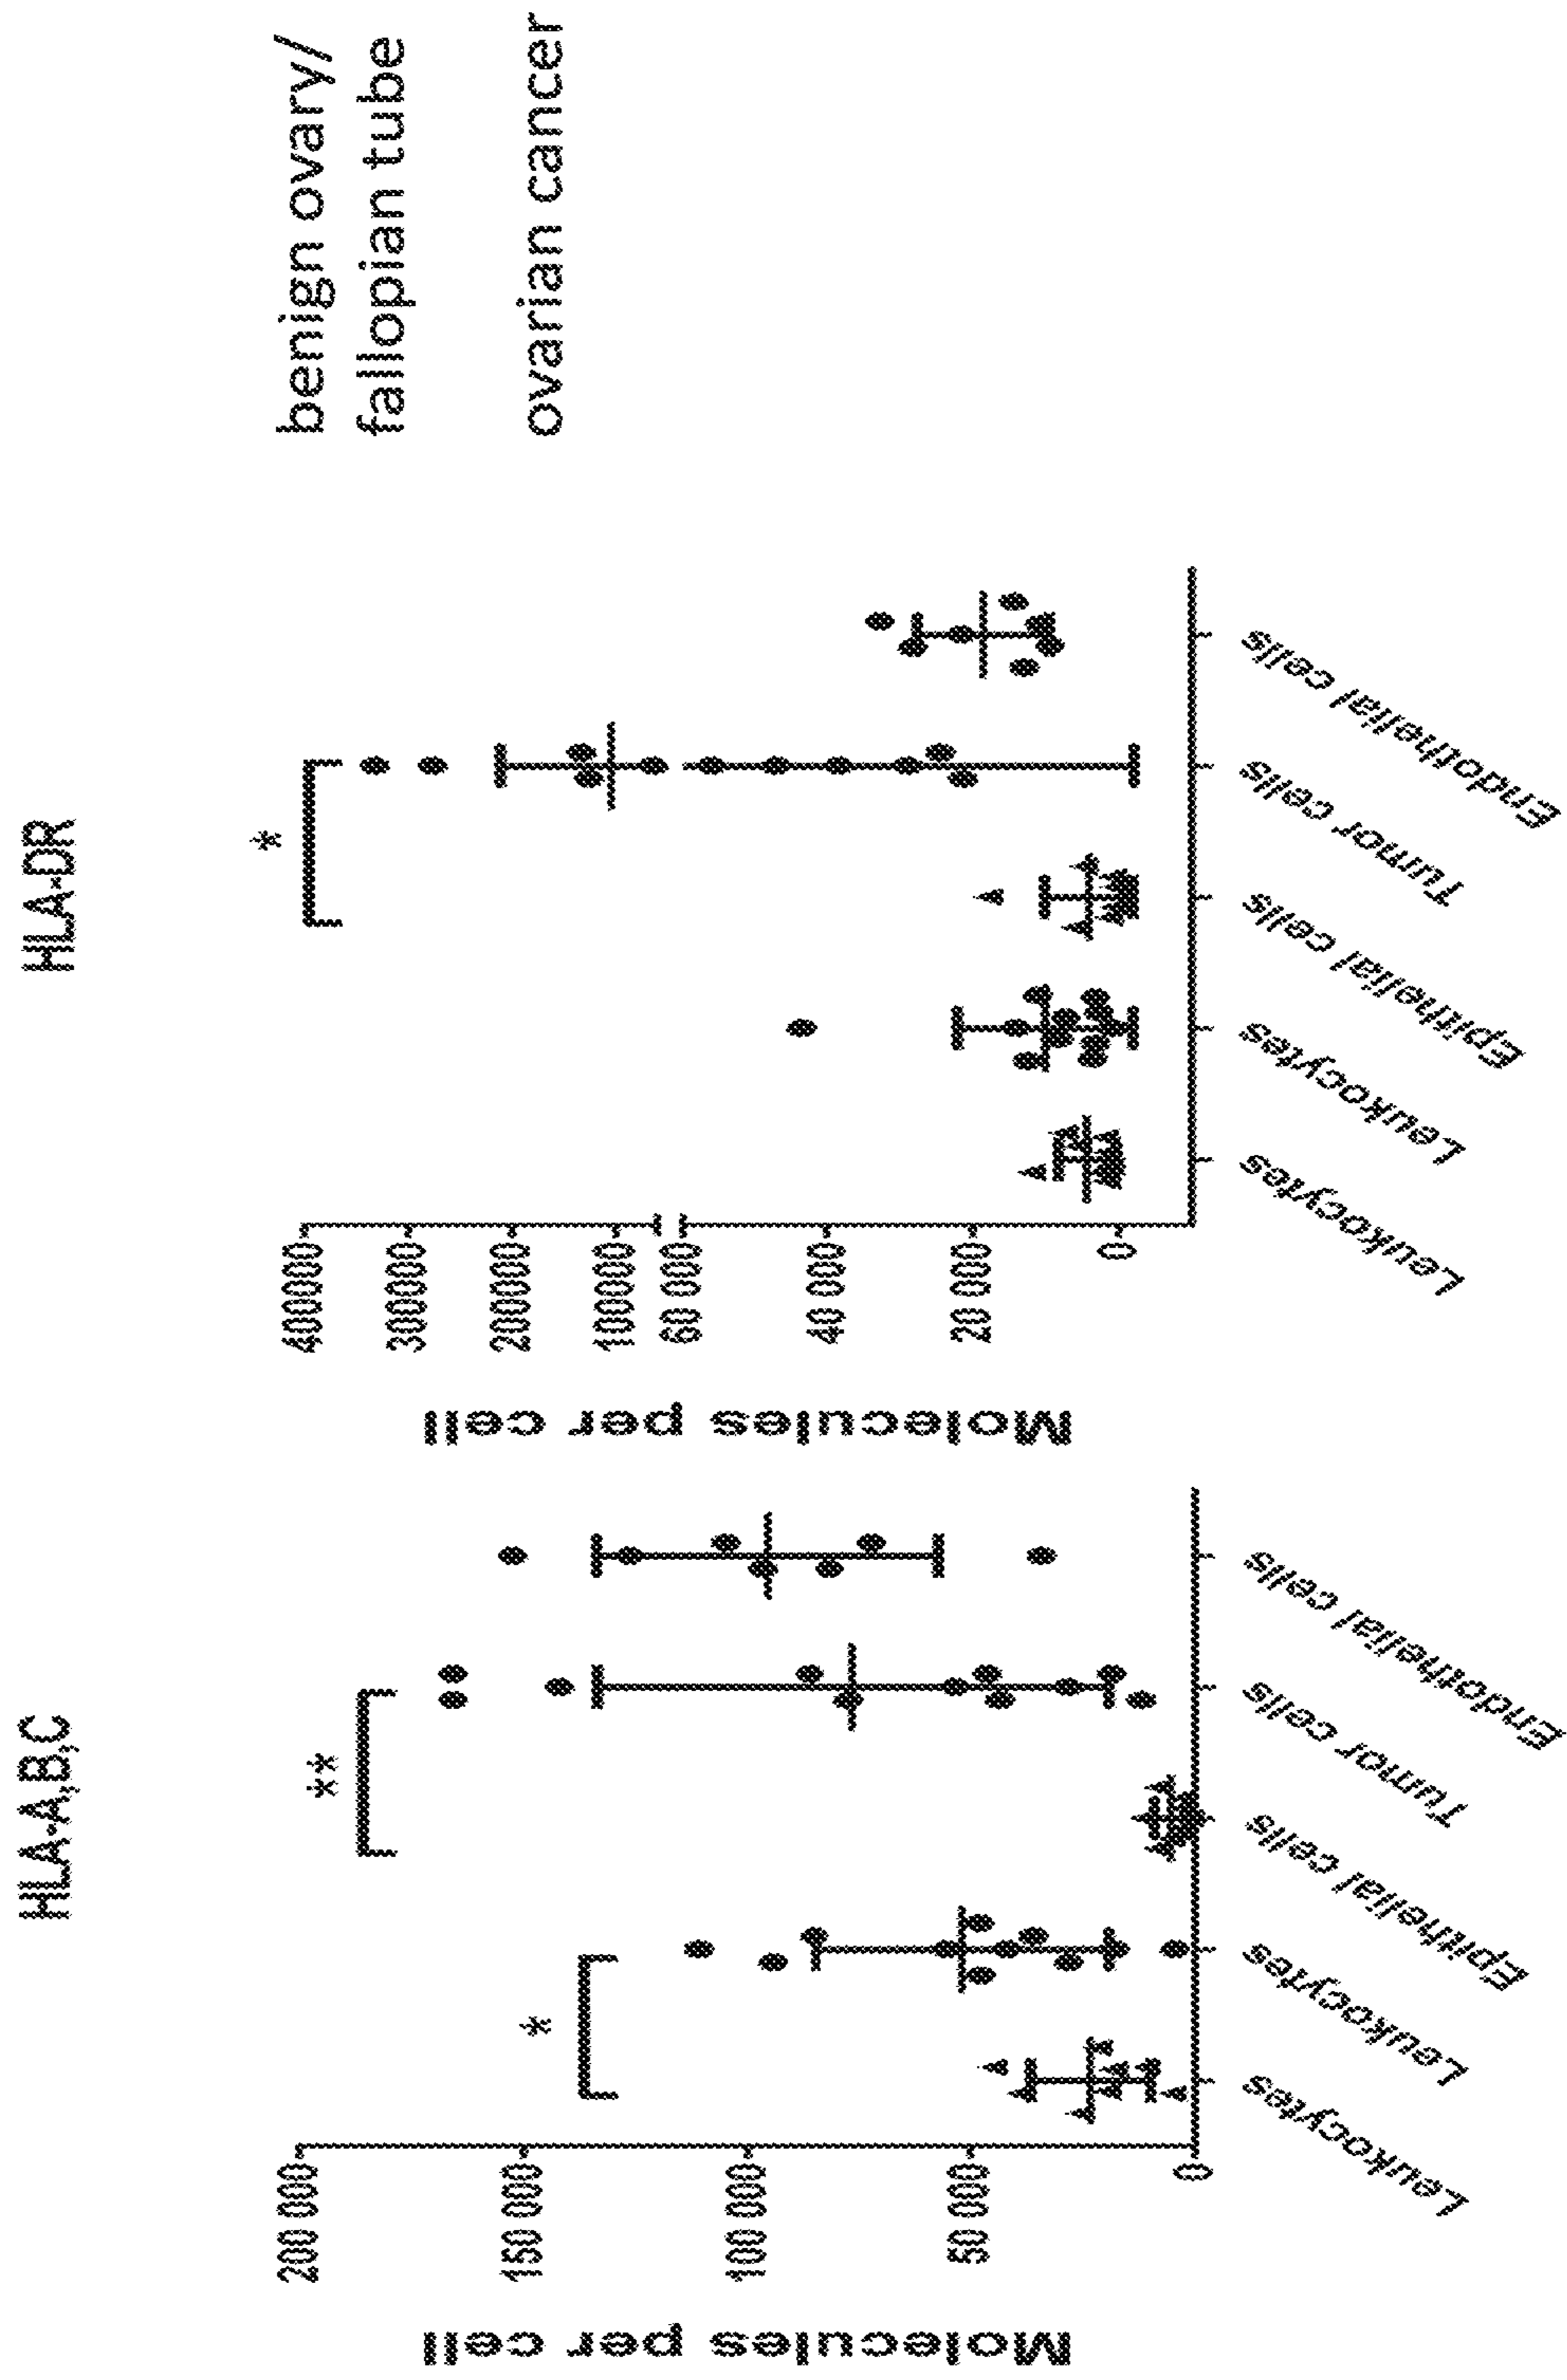 HLA-A,B,C
Molecules per cell
200 000
150 000
100 000
50 000
0
*
**
Leukocytes
Leukocytes
Epithelial cells
Tumor cells
Endothelial cells
HLA-DR
Molecules per cell
400000
300000
200000
100000
60 000
40 000
20 000
0
*
Leukocytes
Leukocytes
Epithelial cells
Tumor cells
Endothelial cells
benign ovary/
fallopian tube
ovarian cancer